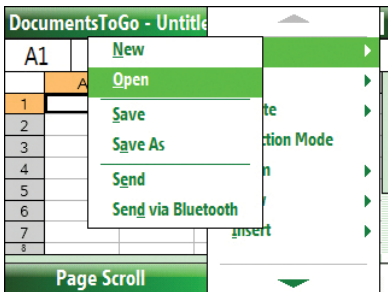 DocumentsToGo - Untitle
A1
New
Open
Save
Save As
Send
Send via Bluetooth
te
ction Mode
Insert
1
2
3
4
5
6
7
8
Page Scroll